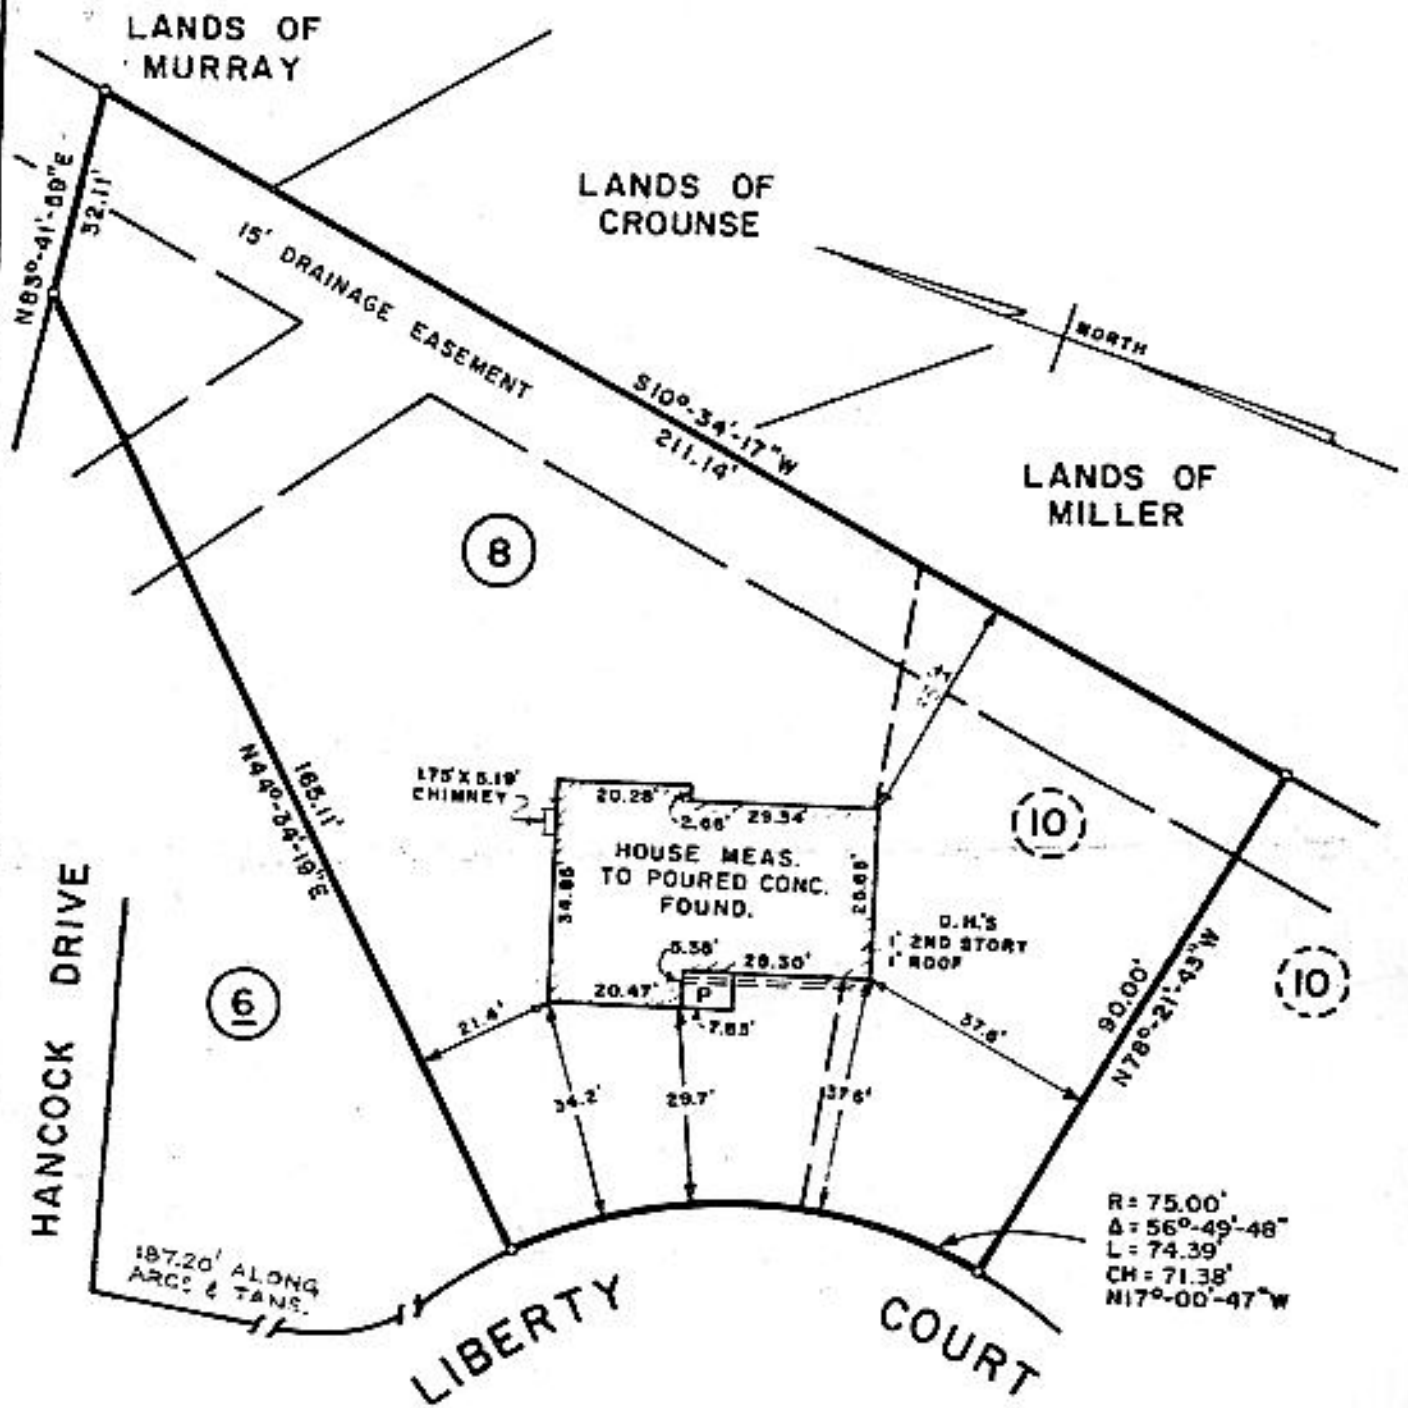 LANDS OF
MURRAY
LANDS OF
CROUNSE
NORTH
LANDS OF
MILLER
N83°-41'-59"E
32.11'
15' DRAINAGE EASEMENT
S10°-34'-17"W
211.14'
8
165.11'
N44°-34'-19"E
1.75' X 5.19'
CHIMNEY
20.28'
2.66'
29.34'
HOUSE MEAS.
TO POURED CONC.
FOUND.
34.85'
25.65'
O.H.'S
1' 2ND STORY
1' ROOF
5.38'
28.30'
20.47'
P
7.85'
10
10
6
21.4'
34.2'
29.7'
37.6'
37.6'
90.00'
N78°-21'-43"W
HANCOCK DRIVE
187.20' ALONG
ARCS & TANS.
R= 75.00'
Δ= 56°-49'-48"
L= 74.39'
CH= 71.38'
N17°-00'-47"W
LIBERTY COURT